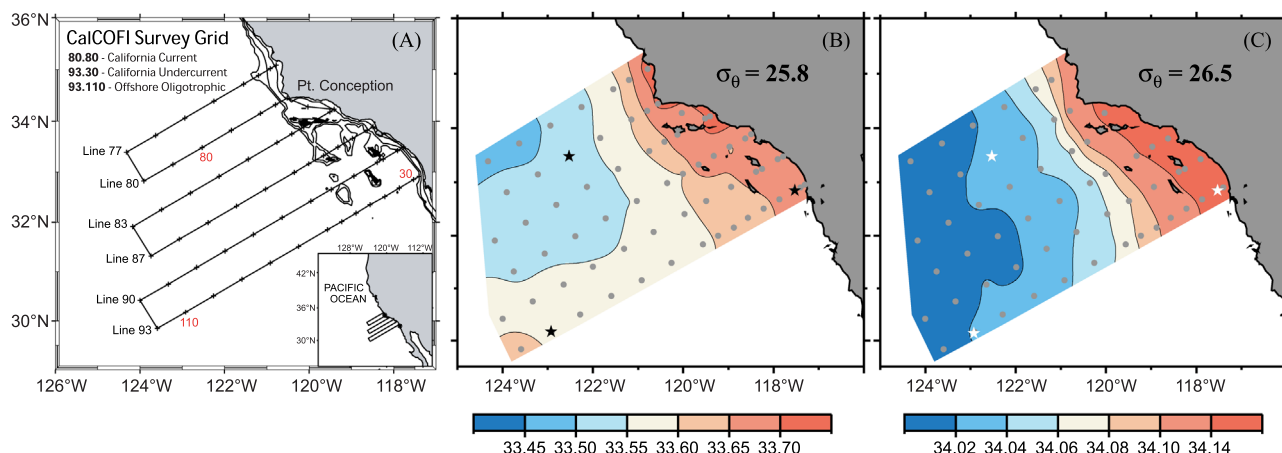 CalCOFI Survey Grid
(A)
80.80 - California Current
93.30 - California Undercurrent
93.110 - Offshore Oligotrophic
Pt. Conception
Line 77
80
Line 80
30
Line 83
Line 87
Line 90
Line 93
110
128°W 120°W 112°W
42°N
36°N
30°N
PACIFIC
OCEAN
36°N
34°N
32°N
30°N
126°W 124°W 122°W 120°W 118°W
(B)
σθ = 25.8
124°W 122°W 120°W 118°W
33.45 33.50 33.55 33.60 33.65 33.70
(C)
σθ = 26.5
124°W 122°W 120°W 118°W
34.02 34.04 34.06 34.08 34.10 34.14